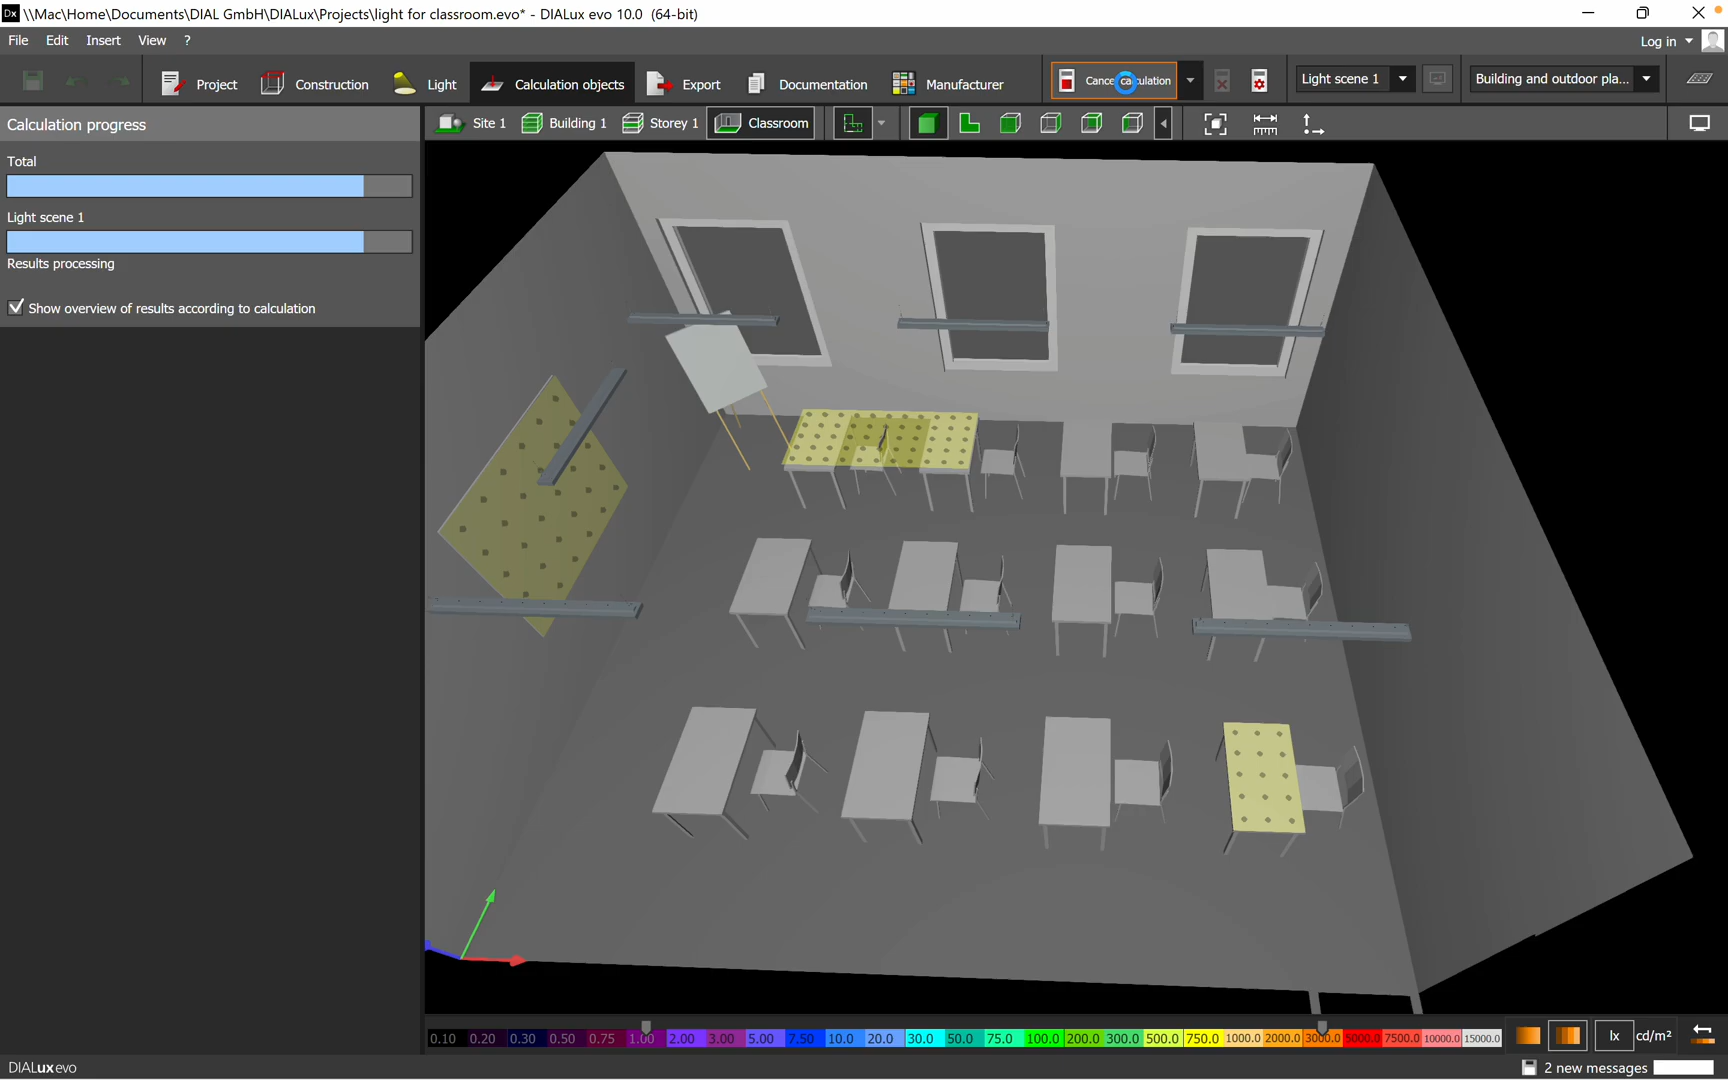 Dx \\Mac\Home\Documents\DIAL GmbH\DIALux\Projects\light for classroom.evo* - DIALux evo 10.0 (64-bit)
File Edit Insert View ? Log in
Project Construction Light Calculation objects Export Documentation Manufacturer Cancel calculation Light scene 1 Building and outdoor pla...
Calculation progress Site 1 Building 1 Storey 1 Classroom
Total
Light scene 1
Results processing
Show overview of results according to calculation
0.10 0.20 0.30 0.50 0.75 1.00 2.00 3.00 5.00 7.50 10.0 20.0 30.0 50.0 75.0 100.0 200.0 300.0 500.0 750.0 1000.0 2000.0 3000.0 5000.0 7500.0 10000.0 15000.0 lx cd/m²
DIALux evo 2 new messages